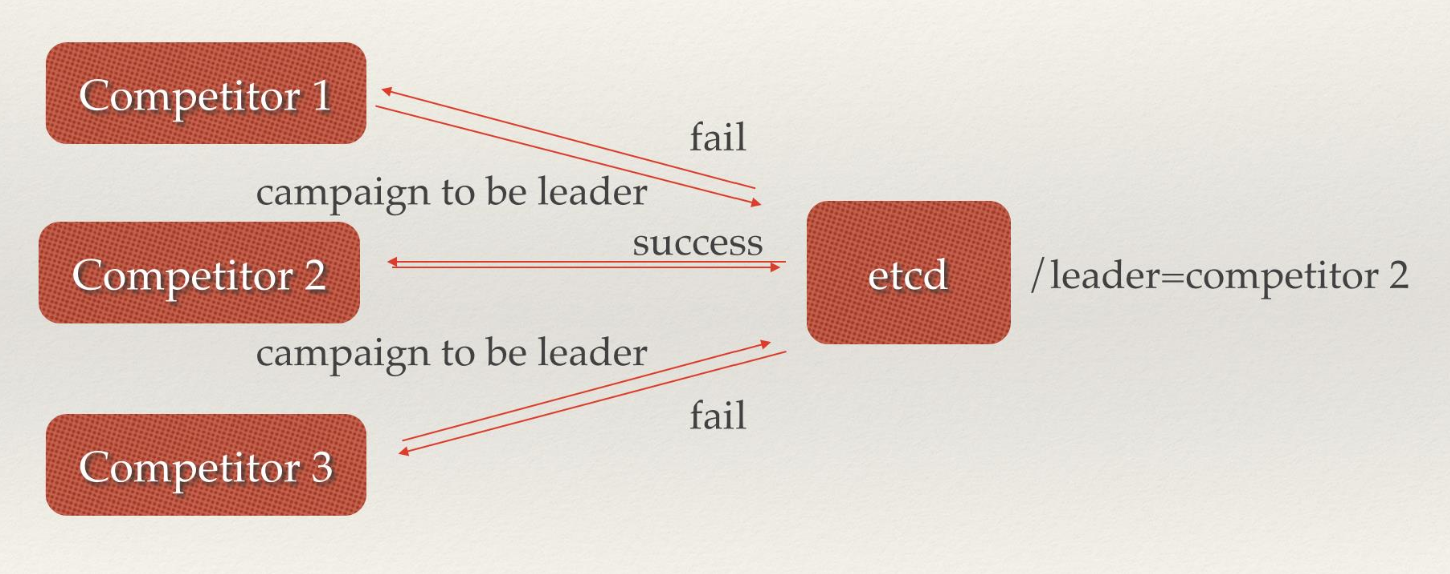 Competitor 1
fail
campaign to be leader
success
Competitor 2
etcd
/leader=competitor 2
campaign to be leader
fail
Competitor 3